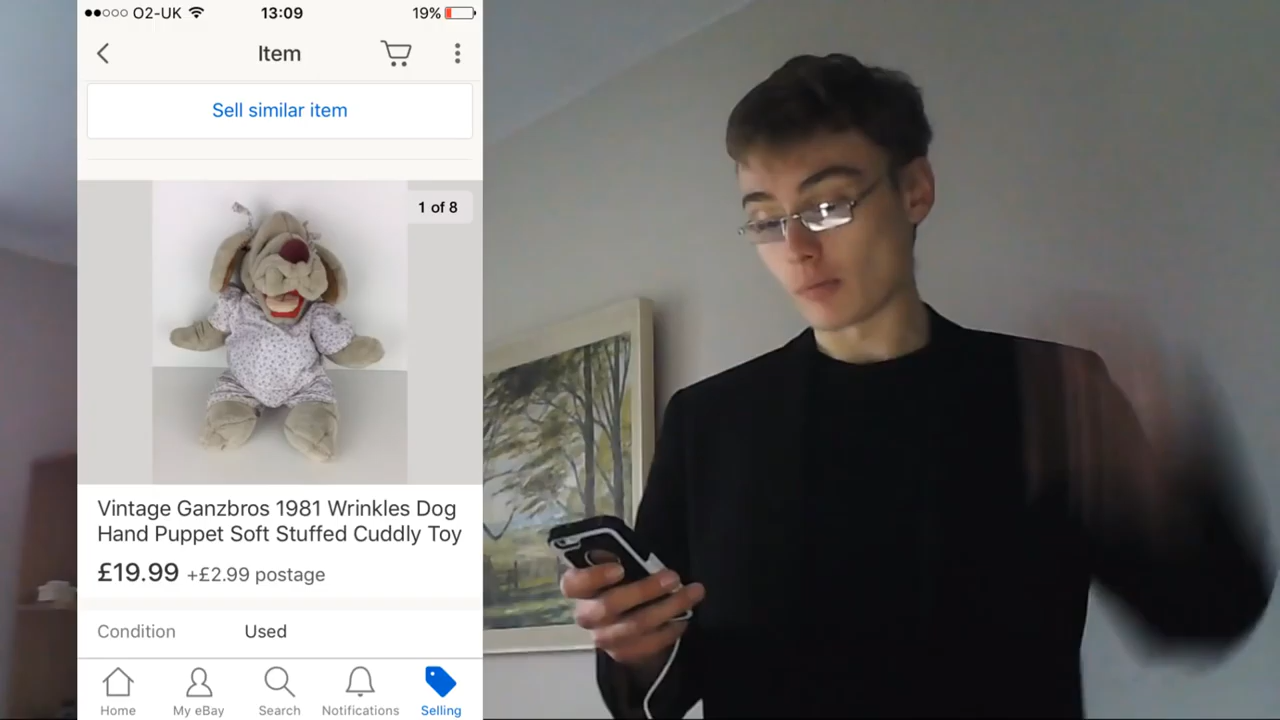 O2-UK 13:09 19%
Item
Sell similar item
1 of 8
Vintage Ganzbros 1981 Wrinkles Dog
Hand Puppet Soft Stuffed Cuddly Toy
£19.99 +£2.99 postage
Condition Used
Home My eBay Search Notifications Selling